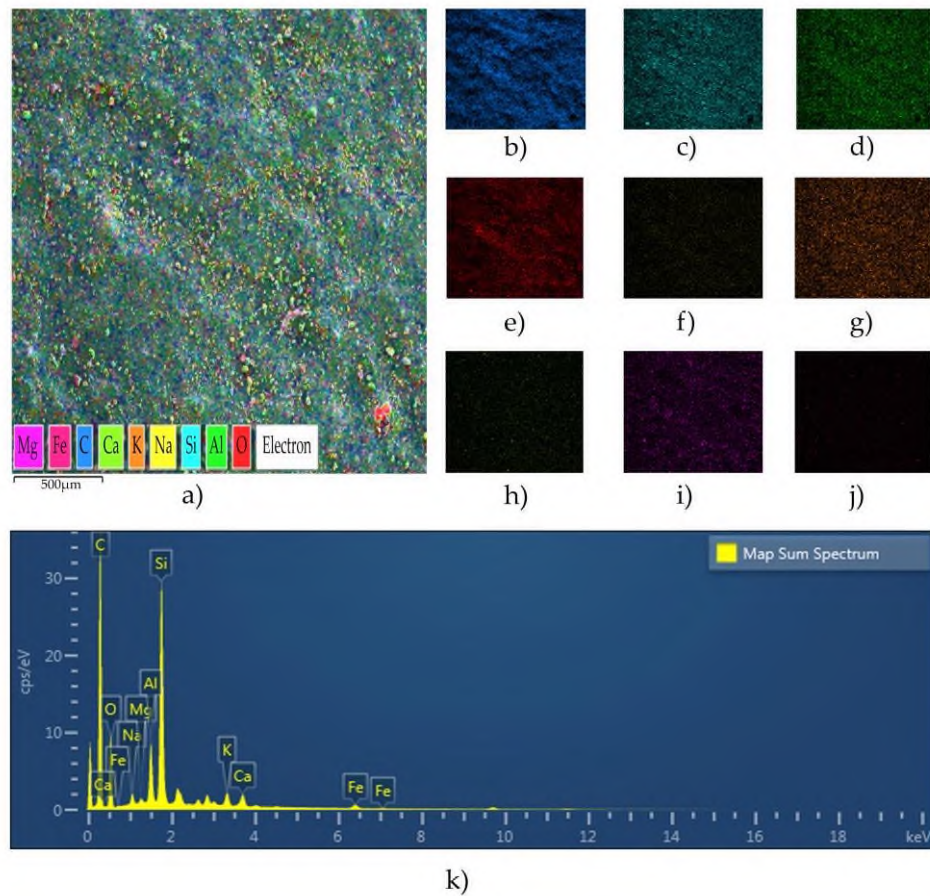 Mg Fe C Ca K Na Si Al O Electron
500μm
a)
b) c) d)
e) f) g)
h) i) j)
Map Sum Spectrum
cps/eV
30
20
10
0
C
Si
Al
O
Mg
Na
Fe
Ca
K
Ca
Fe
Fe
0 2 4 6 8 10 12 14 16 18 keV
k)